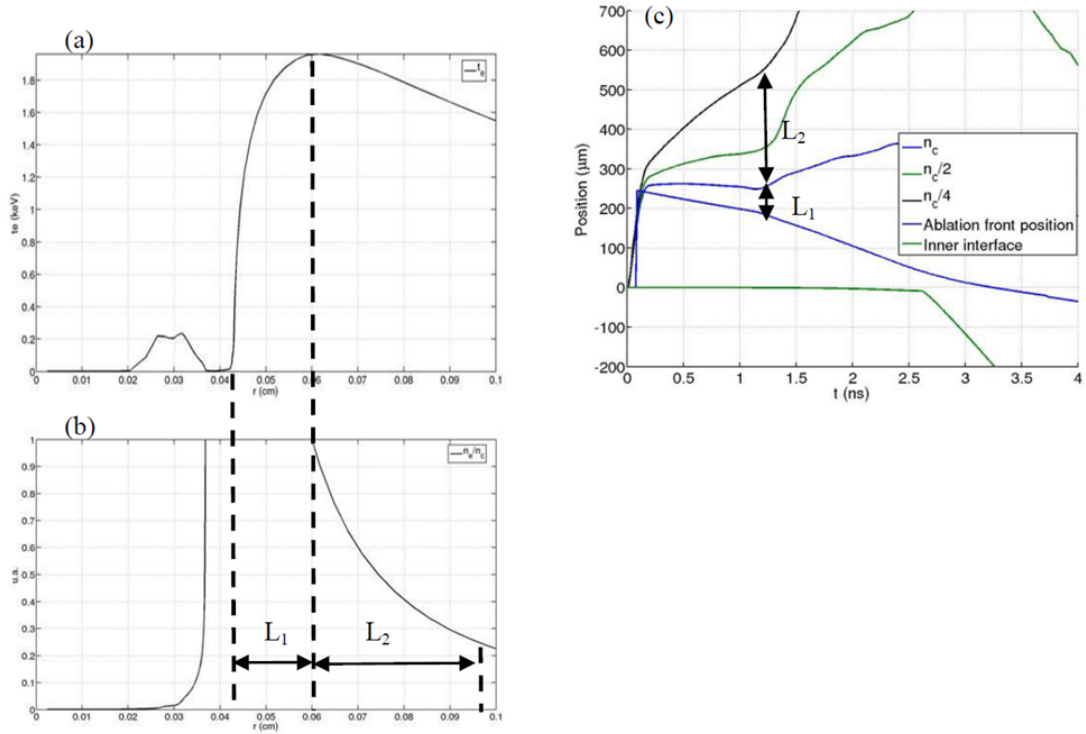 (a)
t_e
1.8
1.6
1.4
1.2
1
0.8
0.6
0.4
0.2
0
te (keV)
0 0.01 0.02 0.03 0.04 0.05 0.06 0.07 0.08 0.09 0.1
r (cm)
(b)
n_e/n_c
1
0.9
0.8
0.7
0.6
0.5
0.4
0.3
0.2
0.1
0
u.a.
L₁
L₂
0 0.01 0.02 0.03 0.04 0.05 0.06 0.07 0.08 0.09 0.1
r (cm)
(c)
700
600
500
400
300
200
100
0
-100
-200
Position (μm)
L₂
L₁
n_c
n_c/2
n_c/4
Ablation front position
Inner interface
0 0.5 1 1.5 2 2.5 3 3.5 4
t (ns)